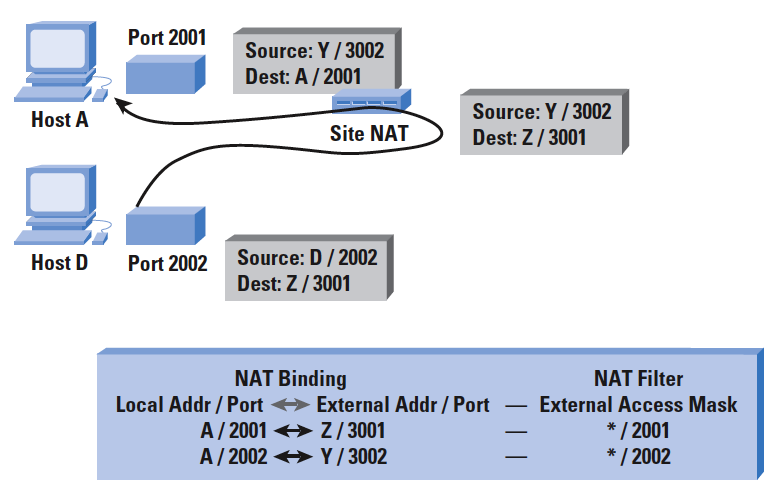 Port 2001
Source: Y / 3002
Dest: A / 2001
Host A
Site NAT
Source: Y / 3002
Dest: Z / 3001
Host D
Port 2002
Source: D / 2002
Dest: Z / 3001
NAT Binding NAT Filter
Local Addr / Port ⟷ External Addr / Port — External Access Mask
A / 2001 ⟷ Z / 3001 — * / 2001
A / 2002 ⟷ Y / 3002 — * / 2002